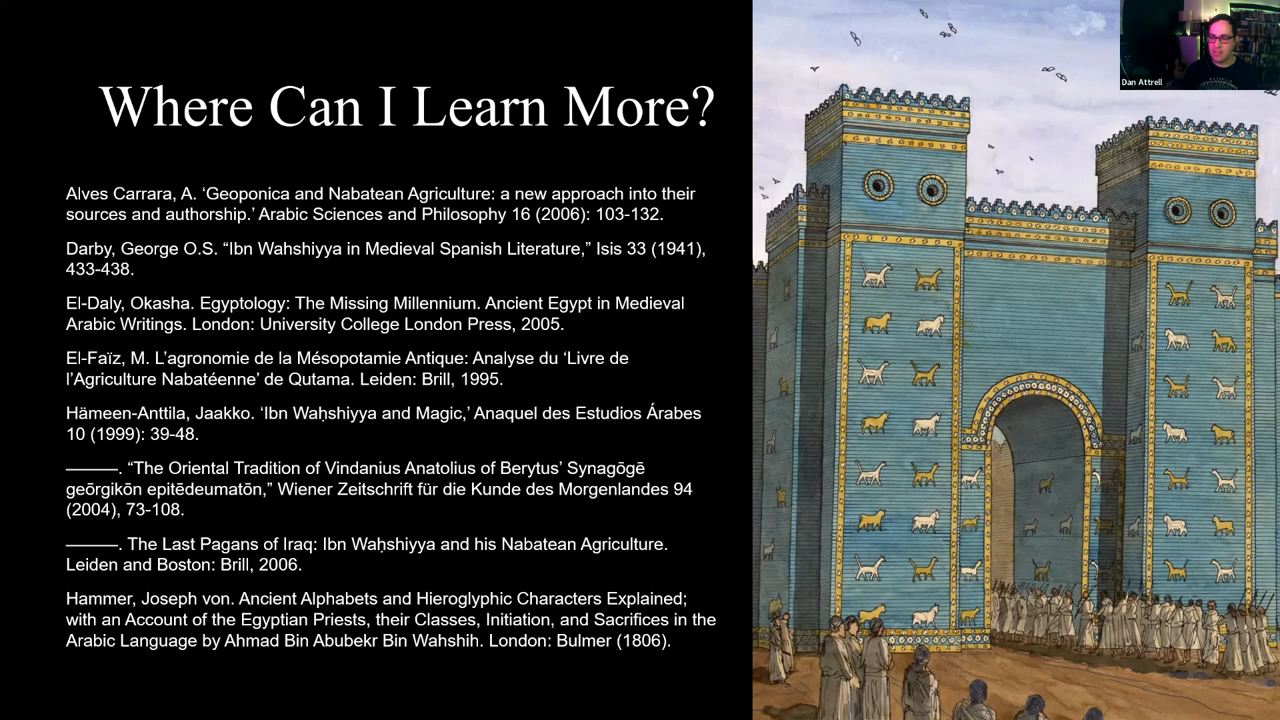 Where Can I Learn More?
Alves Carrara, A. ‘Geoponica and Nabatean Agriculture: a new approach into their
sources and authorship.’ Arabic Sciences and Philosophy 16 (2006): 103-132.
Darby, George O.S. “Ibn Wahshiyya in Medieval Spanish Literature,” Isis 33 (1941),
433-438.
El-Daly, Okasha. Egyptology: The Missing Millennium. Ancient Egypt in Medieval
Arabic Writings. London: University College London Press, 2005.
El-Faïz, M. L’agronomie de la Mésopotamie Antique: Analyse du ‘Livre de
l’Agriculture Nabatéenne’ de Qutama. Leiden: Brill, 1995.
Hämeen-Anttila, Jaakko. ‘Ibn Waḥshiyya and Magic,’ Anaquel des Estudios Árabes
10 (1999): 39-48.
———. “The Oriental Tradition of Vindanius Anatolius of Berytus’ Synagōgē
geōrgikōn epitēdeumatōn,” Wiener Zeitschrift für die Kunde des Morgenlandes 94
(2004), 73-108.
———. The Last Pagans of Iraq: Ibn Waḥshiyya and his Nabatean Agriculture.
Leiden and Boston: Brill, 2006.
Hammer, Joseph von. Ancient Alphabets and Hieroglyphic Characters Explained;
with an Account of the Egyptian Priests, their Classes, Initiation, and Sacrifices in the
Arabic Language by Ahmad Bin Abubekr Bin Wahshih. London: Bulmer (1806).
Dan Attrell